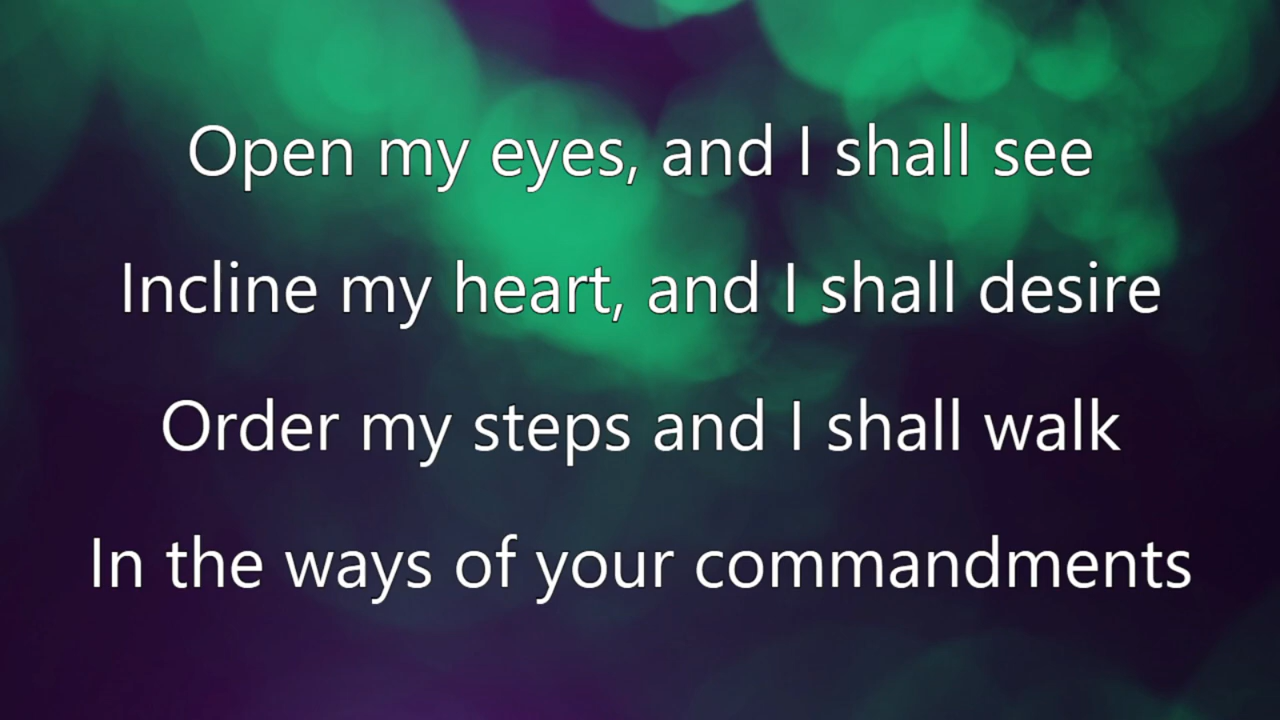 Open my eyes, and I shall see
Incline my heart, and I shall desire
Order my steps and I shall walk
In the ways of your commandments